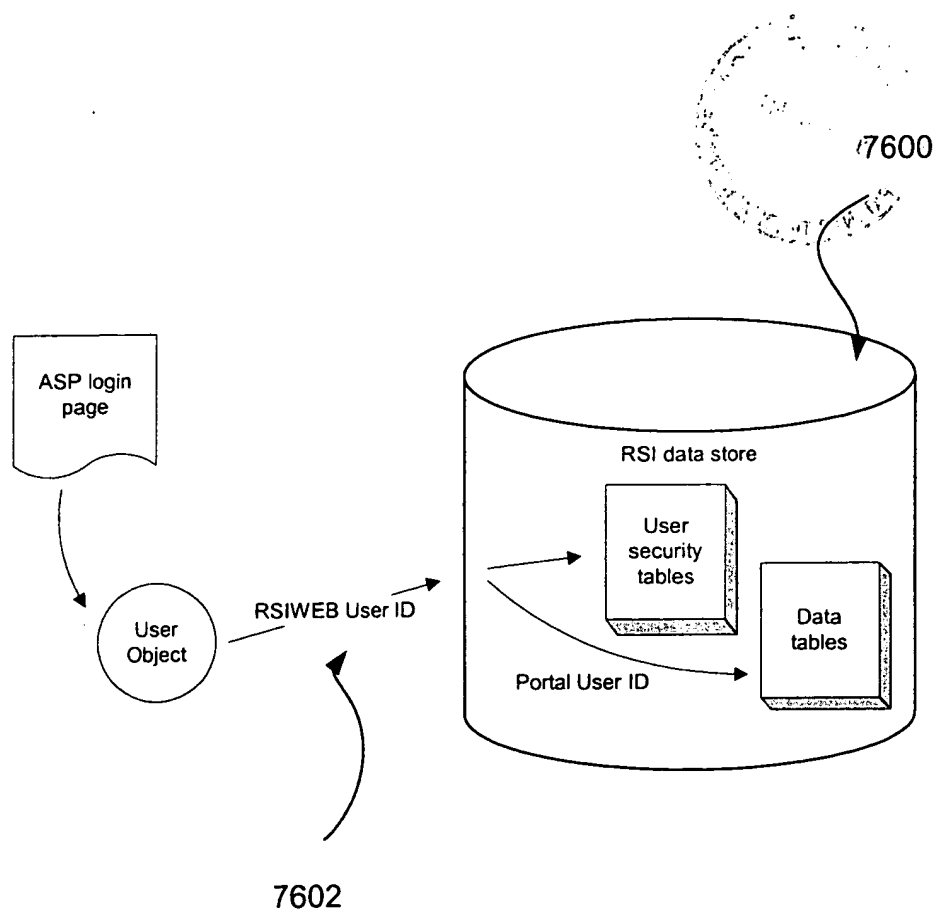 7600
ASP login
page
RSI data store
User
security
tables
RSIWEB User ID
User
Object
Data
tables
Portal User ID
7602